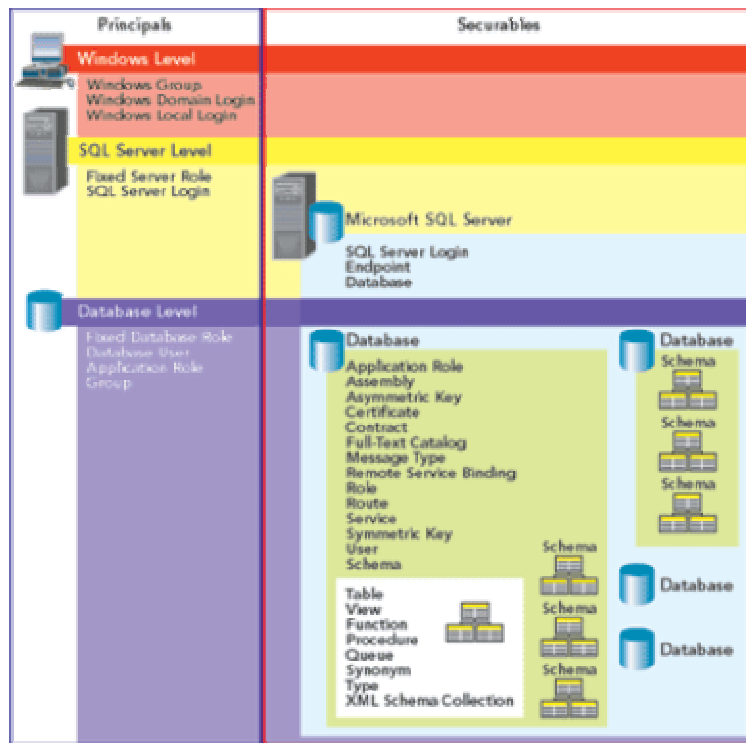 Principals
Securables
Windows Level
Windows Group
Windows Domain Login
Windows Local Login
SQL Server Level
Fixed Server Role
SQL Server Login
Microsoft SQL Server
SQL Server Login
Endpoint
Database
Database Level
Fixed Database Role
Database User
Application Role
Group
Database
Application Role
Assembly
Asymmetric Key
Certificate
Contract
Full-Text Catalog
Message Type
Remote Service Binding
Role
Route
Service
Symmetric Key
User
Schema
Table
View
Function
Procedure
Queue
Synonym
Type
XML Schema Collection
Schema
Schema
Schema
Database
Schema
Schema
Schema
Database
Database